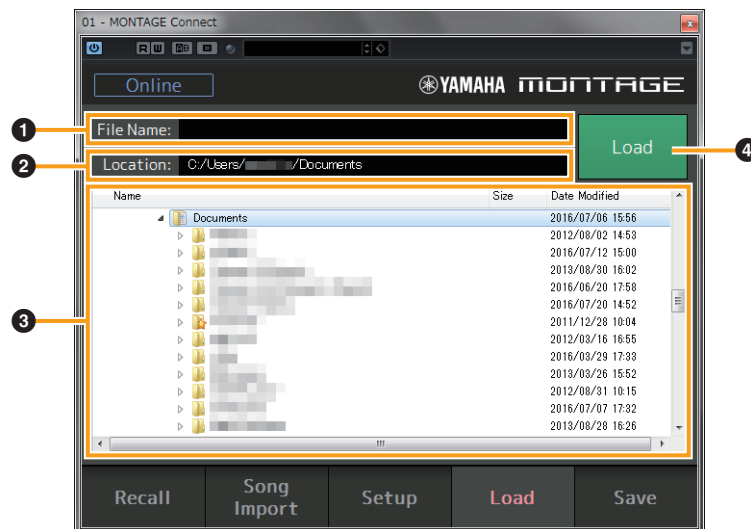 01 - MONTAGE Connect
R W AB
Online
YAMAHA MONTAGE
1
File Name:
Load
4
2
Location: C:/Users/ /Documents
Name Size Date Modified
Documents 2016/07/06 15:56
2012/08/02 14:53
2016/07/12 15:00
2013/08/30 16:02
2016/06/20 17:58
2016/07/20 14:52
3
2011/12/28 10:04
2012/03/16 16:55
2016/03/29 17:33
2013/03/26 15:52
2012/08/31 10:15
2016/07/07 17:32
2013/08/28 16:26
Recall
Song
Import
Setup
Load
Save